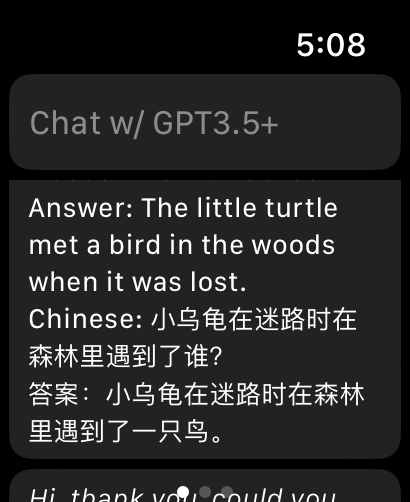 5:08
Chat w/ GPT3.5+
Answer: The little turtle
met a bird in the woods
when it was lost.
Chinese: 小乌龟在迷路时在
森林里遇到了谁?
答案：小乌龟在迷路时在森林
里遇到了一只鸟。
Hi, thank you, could you